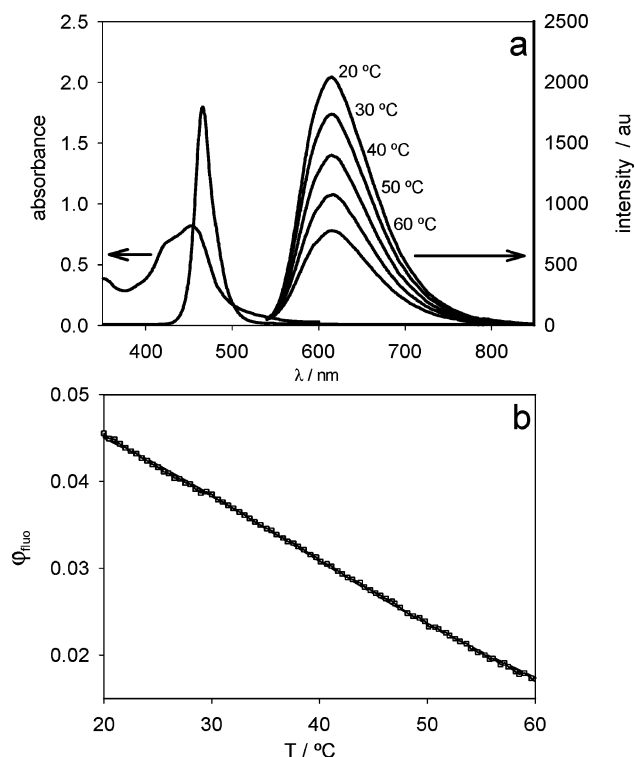 a
absorbance
2.5
2.0
1.5
1.0
0.5
0.0
20 ºC
30 ºC
40 ºC
50 ºC
60 ºC
2500
2000
1500
1000
500
0
intensity / au
400 500 600 700 800
λ / nm
b
φfluo
0.05
0.04
0.03
0.02
20 30 40 50 60
T / ºC